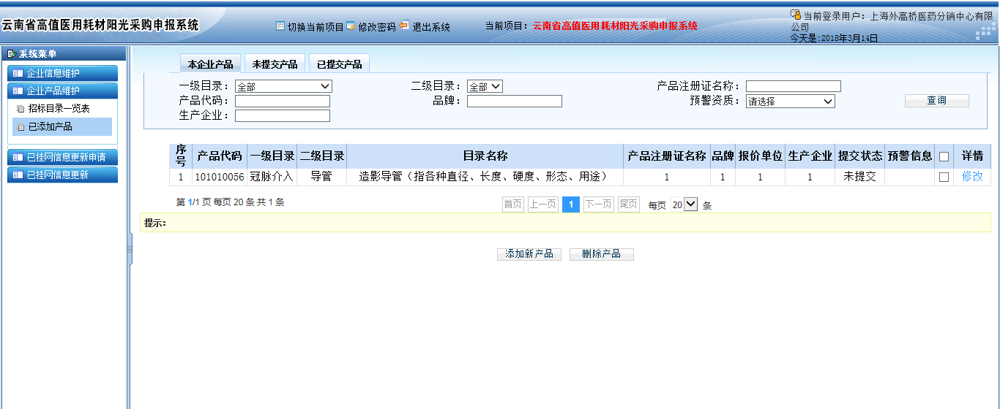 云南省高值医用耗材阳光采购申报系统
切换当前项目 修改密码 退出系统
当前项目：云南省高值医用耗材阳光采购申报系统
当前登录用户：上海外高桥医药分销中心有限
公司
今天是:2018年3月14日
系统菜单
企业信息维护
企业产品维护
招标目录一览表
已添加产品
已挂网信息更新申请
已挂网信息更新
本企业产品 未提交产品 已提交产品
一级目录： 全部 二级目录： 全部 产品注册证名称：
产品代码： 品牌： 预警资质： 请选择 查询
生产企业：
序号 产品代码 一级目录 二级目录 目录名称 产品注册证名称 品牌 报价单位 生产企业 提交状态 预警信息 详情
1 101010056 冠脉介入 导管 造影导管（指各种直径、长度、硬度、形态、用途） 1 1 1 1 未提交 修改
第 1/1 页 每页 20 条 共 1 条 首页 上一页 1 下一页 尾页 每页 20 条
提示：
添加新产品 删除产品